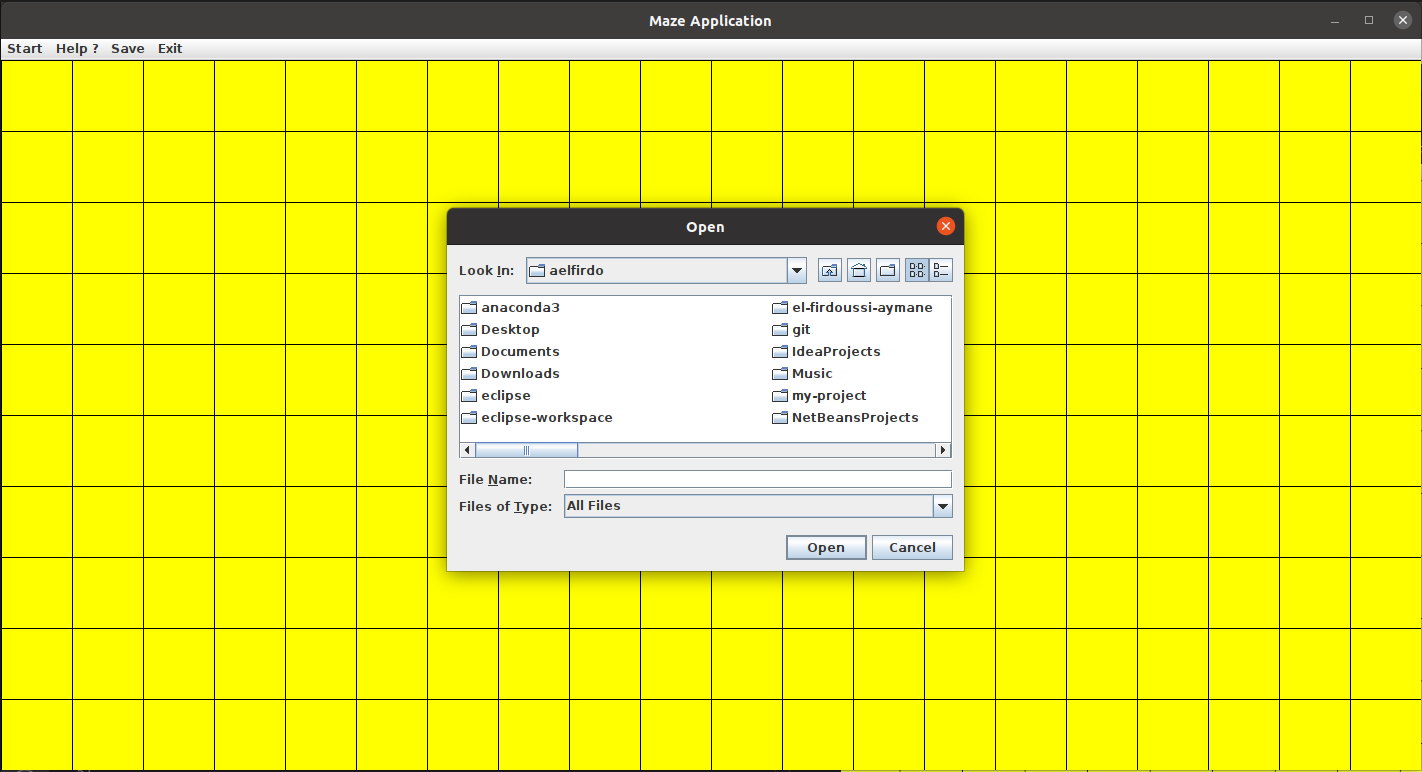 Maze Application
Start Help ? Save Exit
Open
Look In: aelfirdo
anaconda3
Desktop
Documents
Downloads
eclipse
eclipse-workspace
el-firdoussi-aymane
git
IdeaProjects
Music
my-project
NetBeansProjects
File Name:
Files of Type: All Files
Open Cancel